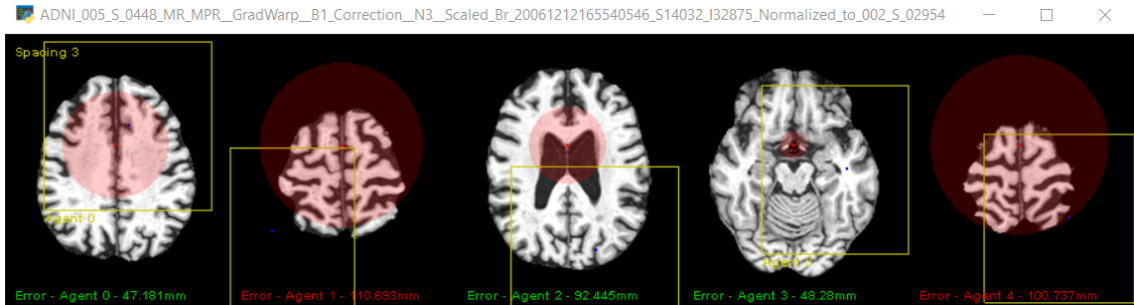 ADNI_005_S_0448_MR_MPR__GradWarp__B1_Correction__N3__Scaled_Br_20061212165540546_S14032_I32875_Normalized_to_002_S_02954
Spacing 3
Agent 0
Error - Agent 0 - 47.181mm
Error - Agent 1 - 110.693mm
Error - Agent 2 - 92.445mm
Error - Agent 3 - 48.28mm
Error - Agent 4 - 100.737mm